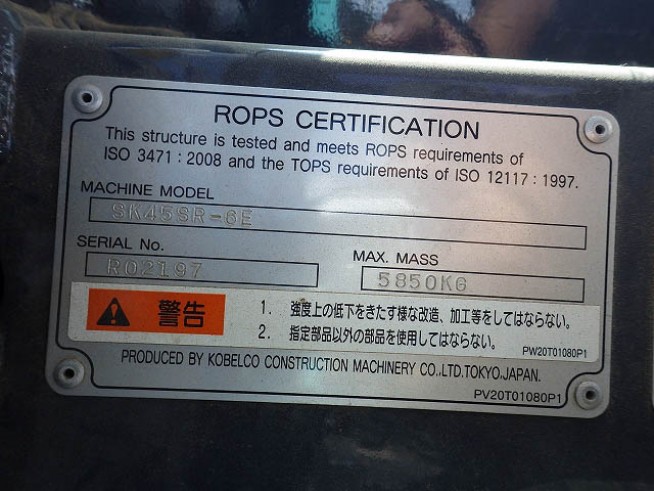 ROPS CERTIFICATION
This structure is tested and meets ROPS requirements of
ISO 3471 : 2008 and the TOPS requirements of ISO 12117 : 1997.
MACHINE MODEL
SK45SR-6E
SERIAL No.
R02197
MAX. MASS
5850KG
警告
1. 強度上の低下をきたす様な改造、加工等をしてはならない。
2. 指定部品以外の部品を使用してはならない。
PW20T01080P1
PRODUCED BY KOBELCO CONSTRUCTION MACHINERY CO.,LTD.TOKYO,JAPAN.
PV20T01080P1